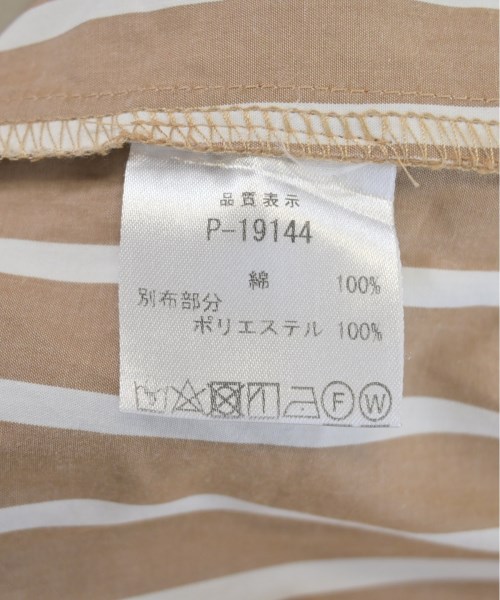 品質表示
P-19144
綿 100%
別布部分
ポリエステル 100%
F W